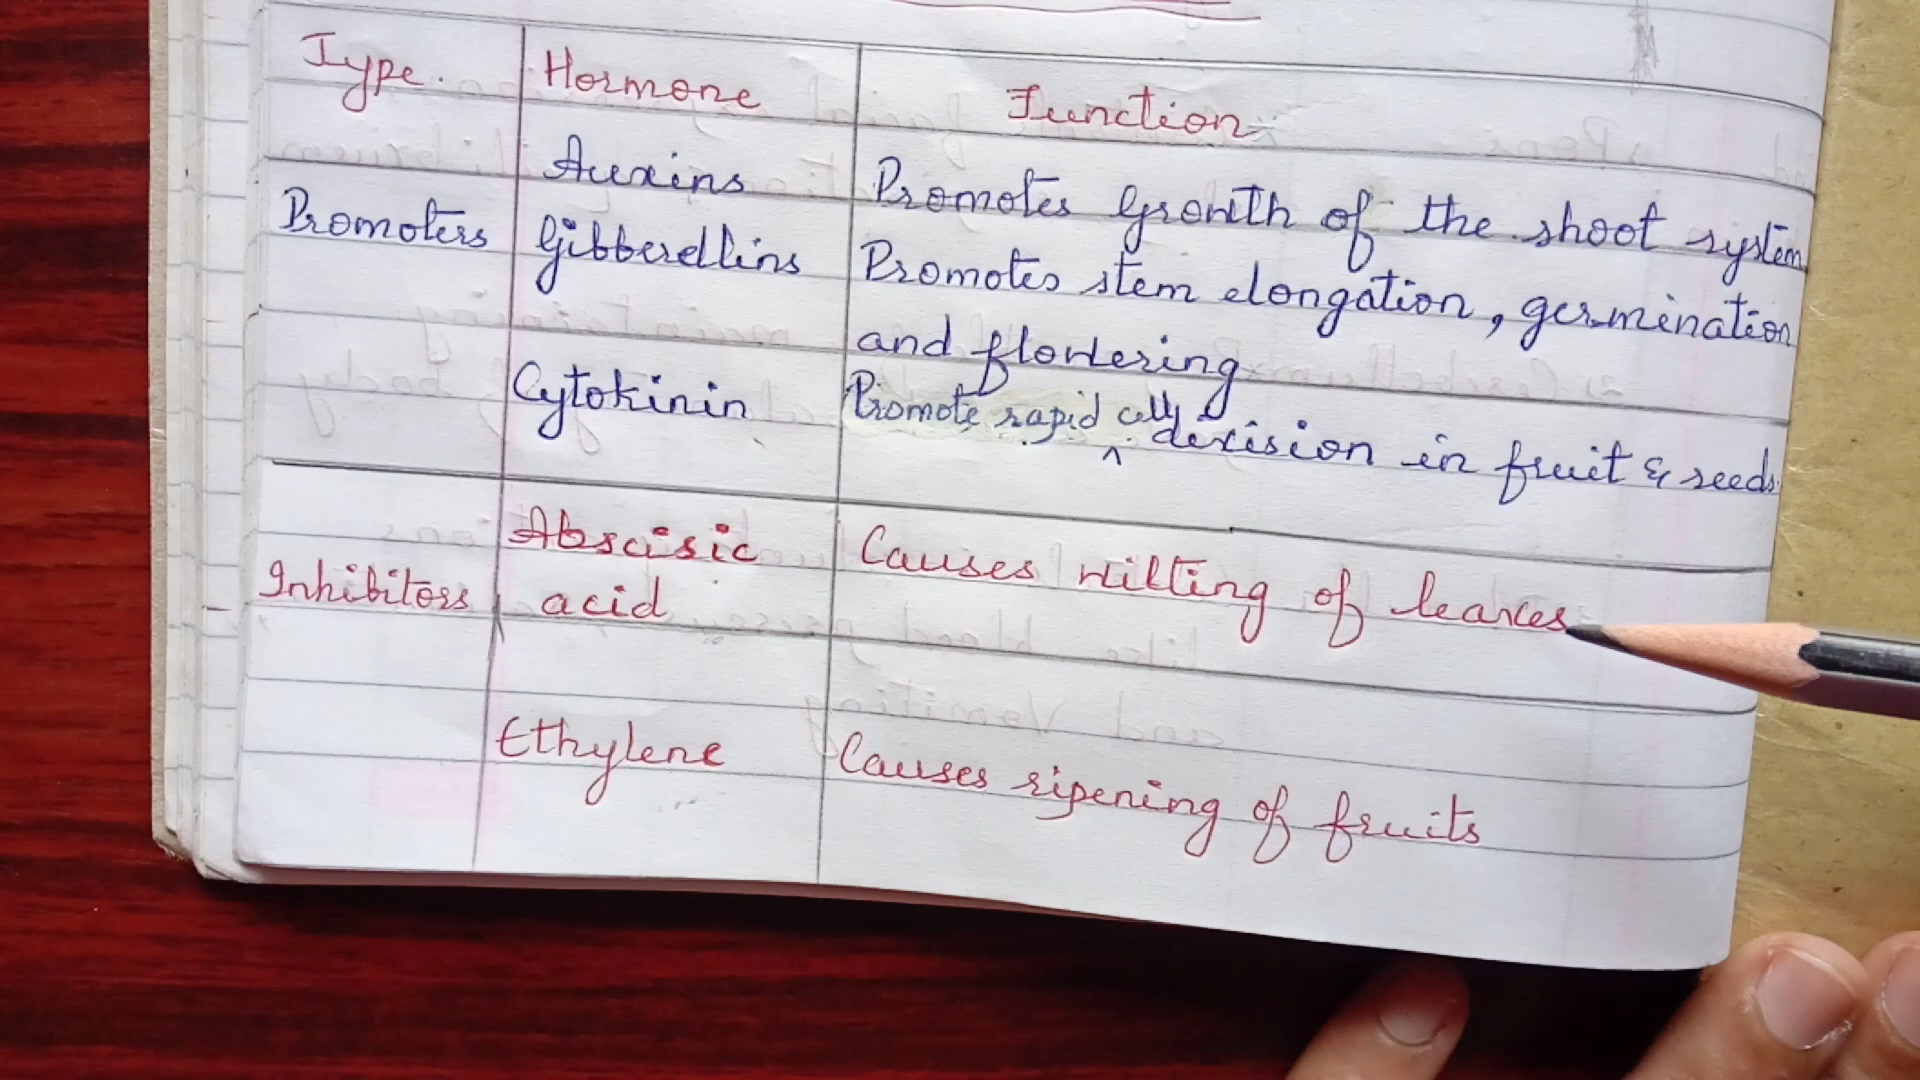 Type. Hormone Function
Auxins Promotes growth of the shoot system
Promoters Gibberellins Promotes stem elongation, germination
and flowering
Cytokinin Promote rapid cell devision in fruit & seeds
Abscisic Causes wilting of leaves
Inhibitors acid
Ethylene Causes ripening of fruits